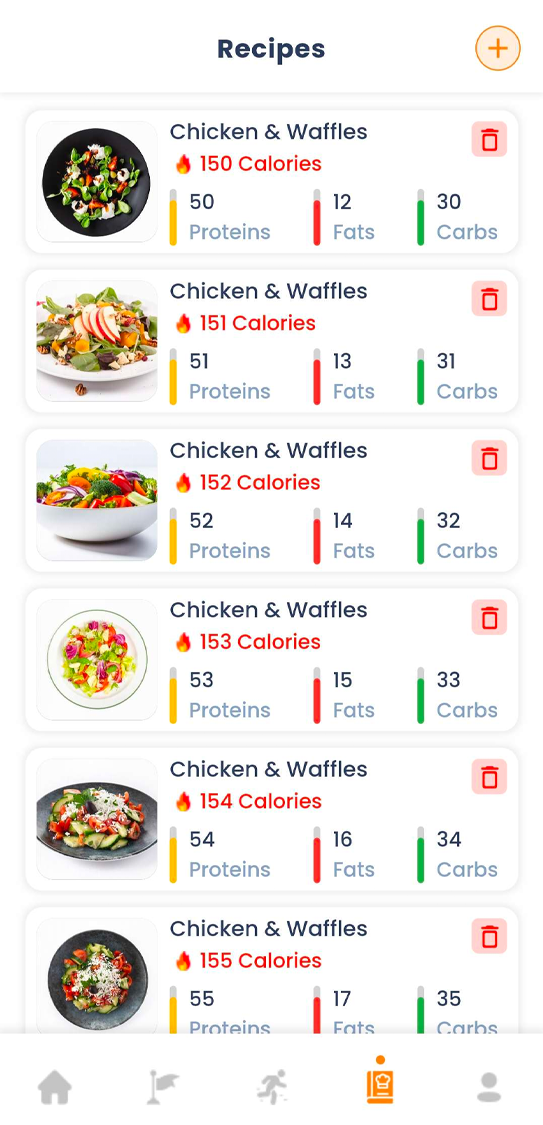 Recipes
Chicken & Waffles
150 Calories
50 12 30
Proteins Fats Carbs
Chicken & Waffles
151 Calories
51 13 31
Proteins Fats Carbs
Chicken & Waffles
152 Calories
52 14 32
Proteins Fats Carbs
Chicken & Waffles
153 Calories
53 15 33
Proteins Fats Carbs
Chicken & Waffles
154 Calories
54 16 34
Proteins Fats Carbs
Chicken & Waffles
155 Calories
55 17 35
Proteins Fats Carbs